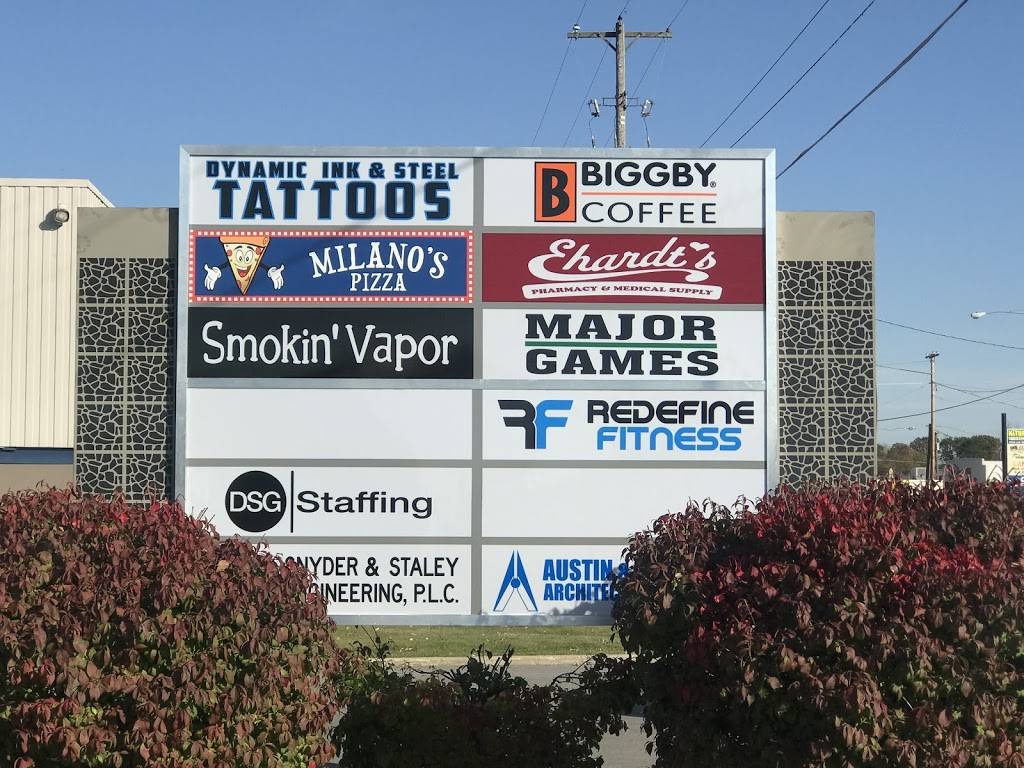 DYNAMIC INK & STEEL
TATTOOS
B BIGGBY®
COFFEE
MILANO'S
PIZZA
Ehardt's
PHARMACY & MEDICAL SUPPLY
Smokin' Vapor
MAJOR
GAMES
RF REDEFINE
FITNESS
DSG Staffing
NYDER & STALEY
INEERING, P.L.C.
AUSTIN
ARCHITEC